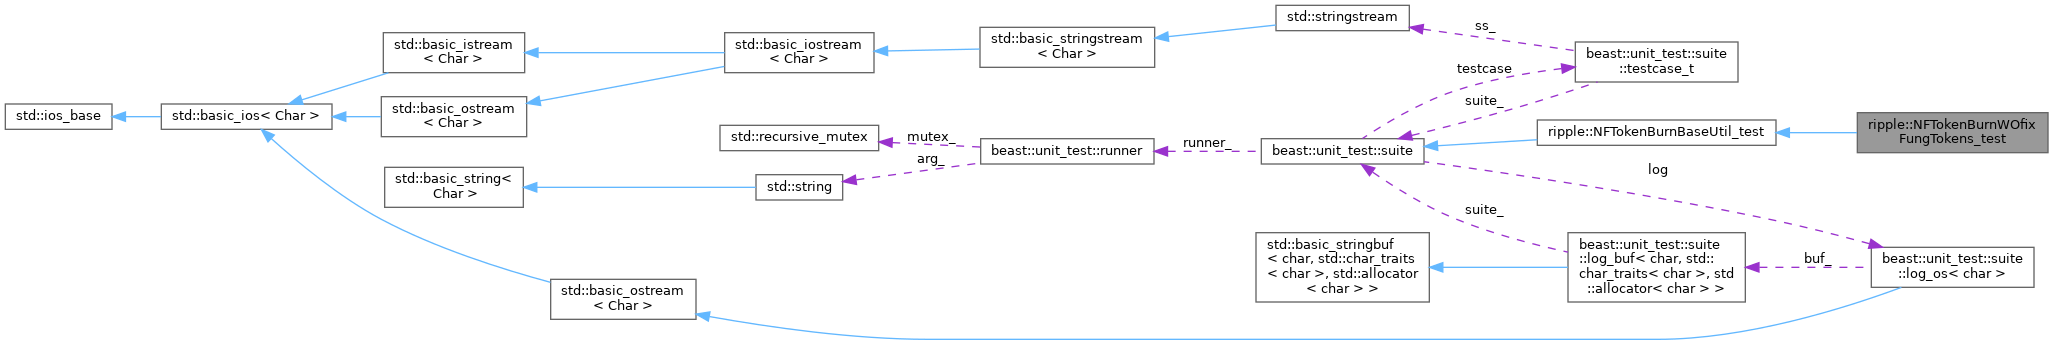 std::ios_base
std::basic_ios< Char >
std::basic_istream
< Char >
std::basic_ostream
< Char >
std::basic_string<
Char >
std::basic_ostream
< Char >
std::basic_iostream
< Char >
std::recursive_mutex
std::string
std::basic_stringstream
< Char >
mutex_
arg_
beast::unit_test::runner
runner_
std::stringstream
ss_
beast::unit_test::suite
::testcase_t
testcase
suite_
beast::unit_test::suite
ripple::NFTokenBurnBaseUtil_test
ripple::NFTokenBurnWOfix
FungTokens_test
log
suite_
std::basic_stringbuf
< char, std::char_traits
< char >, std::allocator
< char > >
beast::unit_test::suite
::log_buf< char, std::
char_traits< char >, std
::allocator< char > >
buf_
beast::unit_test::suite
::log_os< char >